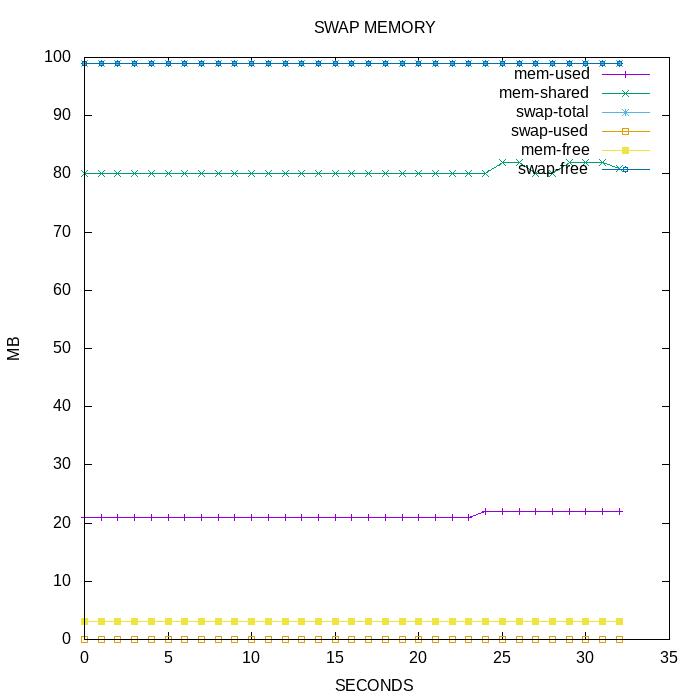 SWAP MEMORY
100
90
80
70
60
50
40
30
20
10
0
MB
mem-used
mem-shared
swap-total
swap-used
mem-free
swap-free
0 5 10 15 20 25 30 35
SECONDS